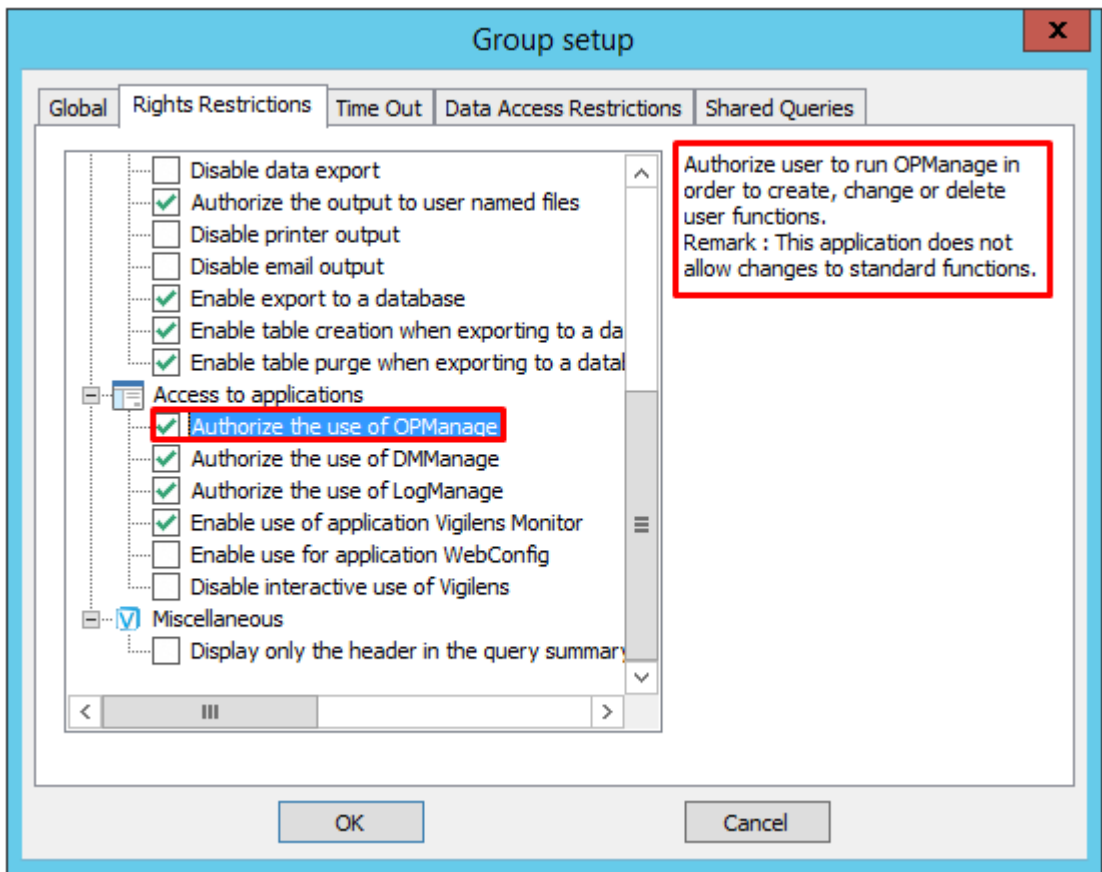 Group setup
x
Global
Rights Restrictions
Time Out
Data Access Restrictions
Shared Queries
Disable data export
Authorize the output to user named files
Disable printer output
Disable email output
Enable export to a database
Enable table creation when exporting to a da
Enable table purge when exporting to a datal
Access to applications
Authorize the use of OPManage
Authorize the use of DMManage
Authorize the use of LogManage
Enable use of application Vigilens Monitor
Enable use for application WebConfig
Disable interactive use of Vigilens
V Miscellaneous
Display only the header in the query summary
Authorize user to run OPManage in
order to create, change or delete
user functions.
Remark : This application does not
allow changes to standard functions.
OK
Cancel